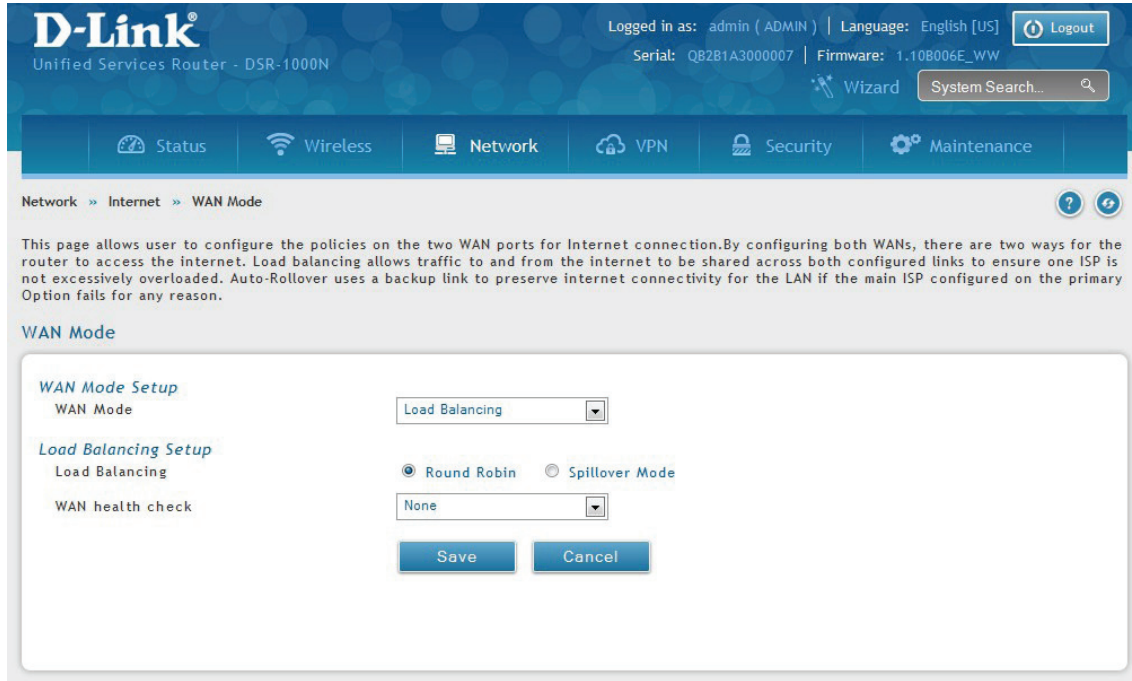 D-Link®
Logged in as: admin ( ADMIN ) | Language: English [US]
Logout
Unified Services Router - DSR-1000N
Serial: QB2B1A3000007 | Firmware: 1.10B006E_WW
Wizard
System Search...
Status
Wireless
Network
VPN
Security
Maintenance
Network » Internet » WAN Mode
?
This page allows user to configure the policies on the two WAN ports for Internet connection.By configuring both WANs, there are two ways for the
router to access the internet. Load balancing allows traffic to and from the internet to be shared across both configured links to ensure one ISP is
not excessively overloaded. Auto-Rollover uses a backup link to preserve internet connectivity for the LAN if the main ISP configured on the primary
Option fails for any reason.
WAN Mode
WAN Mode Setup
WAN Mode
Load Balancing
Load Balancing Setup
Load Balancing
Round Robin
Spillover Mode
WAN health check
None
Save
Cancel